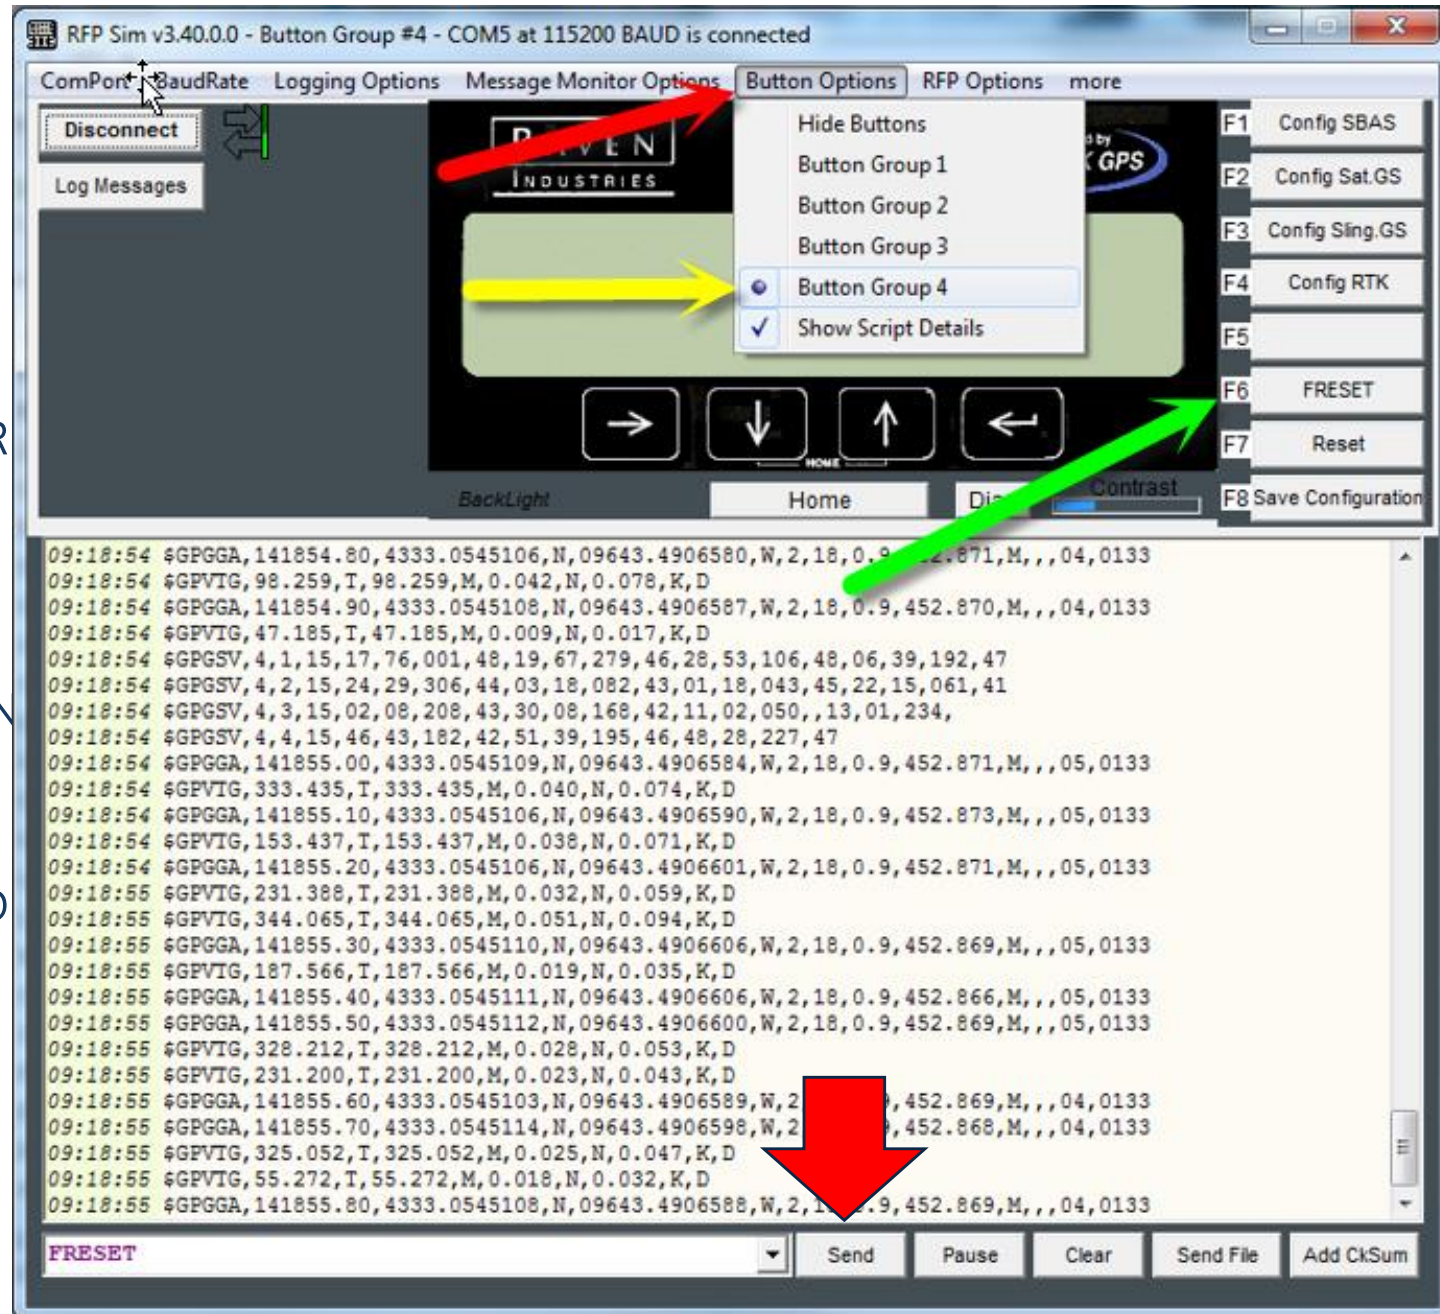 RFP Sim v3.40.0.0 - Button Group #4 - COM5 at 115200 BAUD is connected
ComPort BaudRate Logging Options Message Monitor Options Button Options RFP Options more
Disconnect
Log Messages
INDUSTRIES
GPS
Hide Buttons
Button Group 1
Button Group 2
Button Group 3
Button Group 4
Show Script Details
F1 Config SBAS
F2 Config Sat.GS
F3 Config Sling.GS
F4 Config RTK
F5
F6 FRESET
F7 Reset
F8 Save Configuration
HOME
BackLight Home Contrast
09:18:54 $GPGGA,141854.80,4333.0545106,N,09643.4906580,W,2,18,0.9, .871,M,,,04,0133
09:18:54 $GPVTG,98.259,T,98.259,M,0.042,N,0.078,K,D
09:18:54 $GPGGA,141854.90,4333.0545108,N,09643.4906587,W,2,18,0.9,452.870,M,,,04,0133
09:18:54 $GPVTG,47.185,T,47.185,M,0.009,N,0.017,K,D
09:18:54 $GPGSV,4,1,15,17,76,001,48,19,67,279,46,28,53,106,48,06,39,192,47
09:18:54 $GPGSV,4,2,15,24,29,306,44,03,18,082,43,01,18,043,45,22,15,061,41
09:18:54 $GPGSV,4,3,15,02,08,208,43,30,08,168,42,11,02,050,,13,01,234,
09:18:54 $GPGSV,4,4,15,46,43,182,42,51,39,195,46,48,28,227,47
09:18:54 $GPGGA,141855.00,4333.0545109,N,09643.4906584,W,2,18,0.9,452.871,M,,,05,0133
09:18:54 $GPVTG,333.435,T,333.435,M,0.040,N,0.074,K,D
09:18:54 $GPGGA,141855.10,4333.0545106,N,09643.4906590,W,2,18,0.9,452.873,M,,,05,0133
09:18:54 $GPVTG,153.437,T,153.437,M,0.038,N,0.071,K,D
09:18:54 $GPGGA,141855.20,4333.0545106,N,09643.4906601,W,2,18,0.9,452.871,M,,,05,0133
09:18:55 $GPVTG,231.388,T,231.388,M,0.032,N,0.059,K,D
09:18:55 $GPVTG,344.065,T,344.065,M,0.051,N,0.094,K,D
09:18:55 $GPGGA,141855.30,4333.0545110,N,09643.4906606,W,2,18,0.9,452.869,M,,,05,0133
09:18:55 $GPVTG,187.566,T,187.566,M,0.019,N,0.035,K,D
09:18:55 $GPGGA,141855.40,4333.0545111,N,09643.4906606,W,2,18,0.9,452.866,M,,,05,0133
09:18:55 $GPGGA,141855.50,4333.0545112,N,09643.4906600,W,2,18,0.9,452.869,M,,,05,0133
09:18:55 $GPVTG,328.212,T,328.212,M,0.028,N,0.053,K,D
09:18:55 $GPVTG,231.200,T,231.200,M,0.023,N,0.043,K,D
09:18:55 $GPGGA,141855.60,4333.0545103,N,09643.4906589,W,2 ,452.869,M,,,04,0133
09:18:55 $GPGGA,141855.70,4333.0545114,N,09643.4906598,W,2 ,452.868,M,,,04,0133
09:18:55 $GPVTG,325.052,T,325.052,M,0.025,N,0.047,K,D
09:18:55 $GPVTG,55.272,T,55.272,M,0.018,N,0.032,K,D
09:18:55 $GPGGA,141855.80,4333.0545108,N,09643.4906588,W,2, .9,452.869,M,,,04,0133
FRESET Send Pause Clear Send File Add CkSum